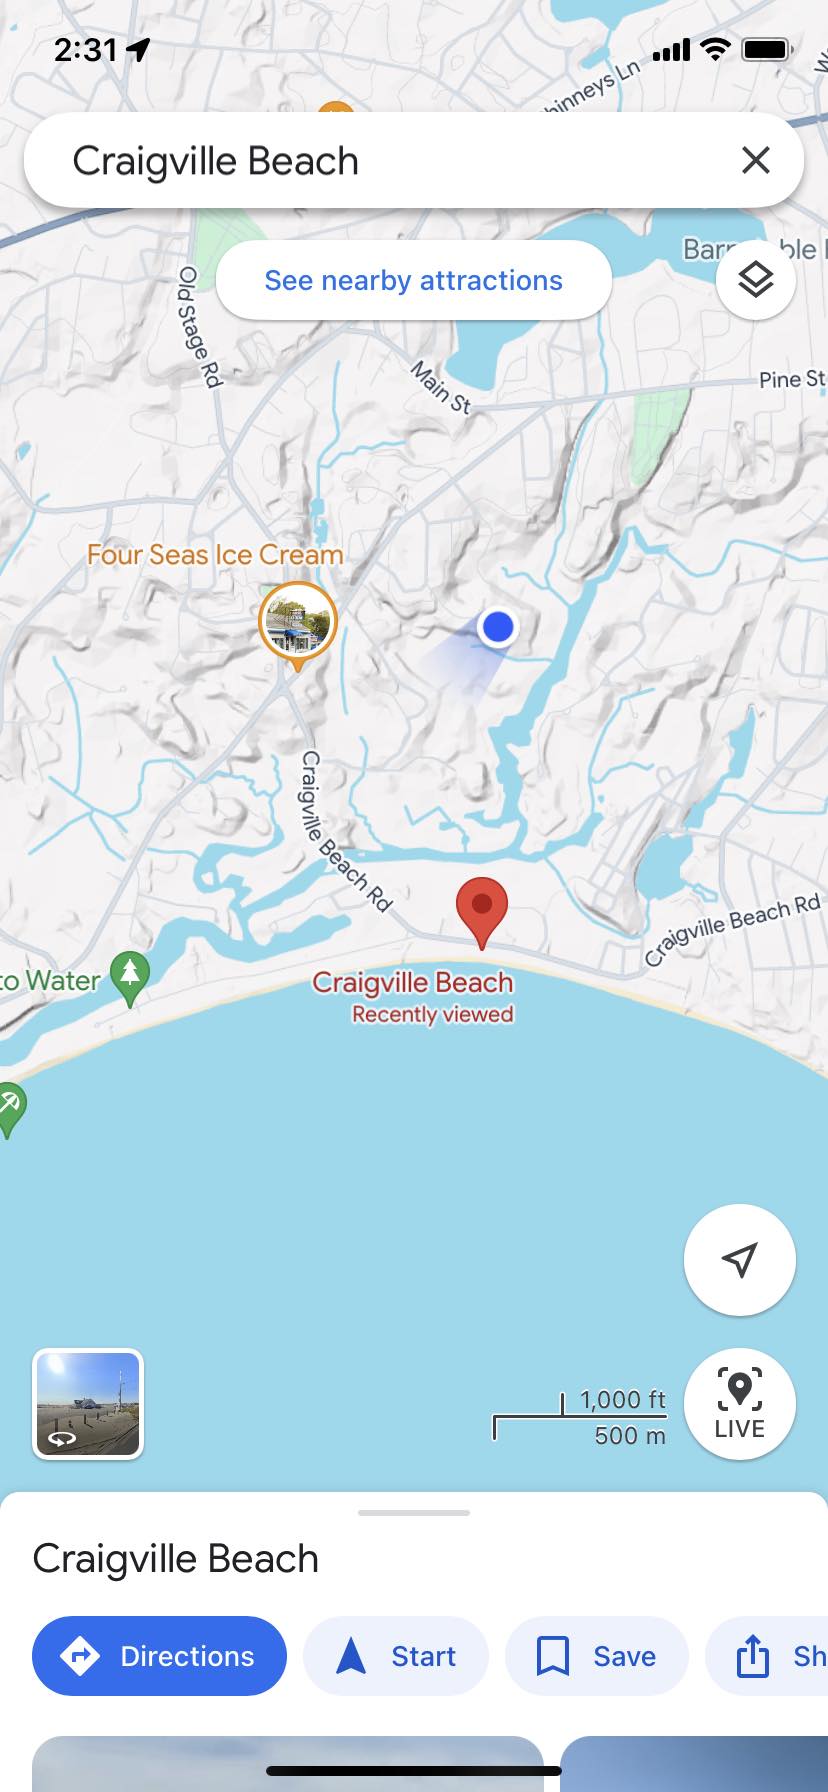 2:31
Craigville Beach
See nearby attractions
Old Stage Rd
Main St
Pine St
Four Seas Ice Cream
Craigville Beach Rd
Craigville Beach Rd
to Water
Craigville Beach
Recently viewed
1,000 ft
500 m
LIVE
Craigville Beach
Directions
Start
Save
Sh